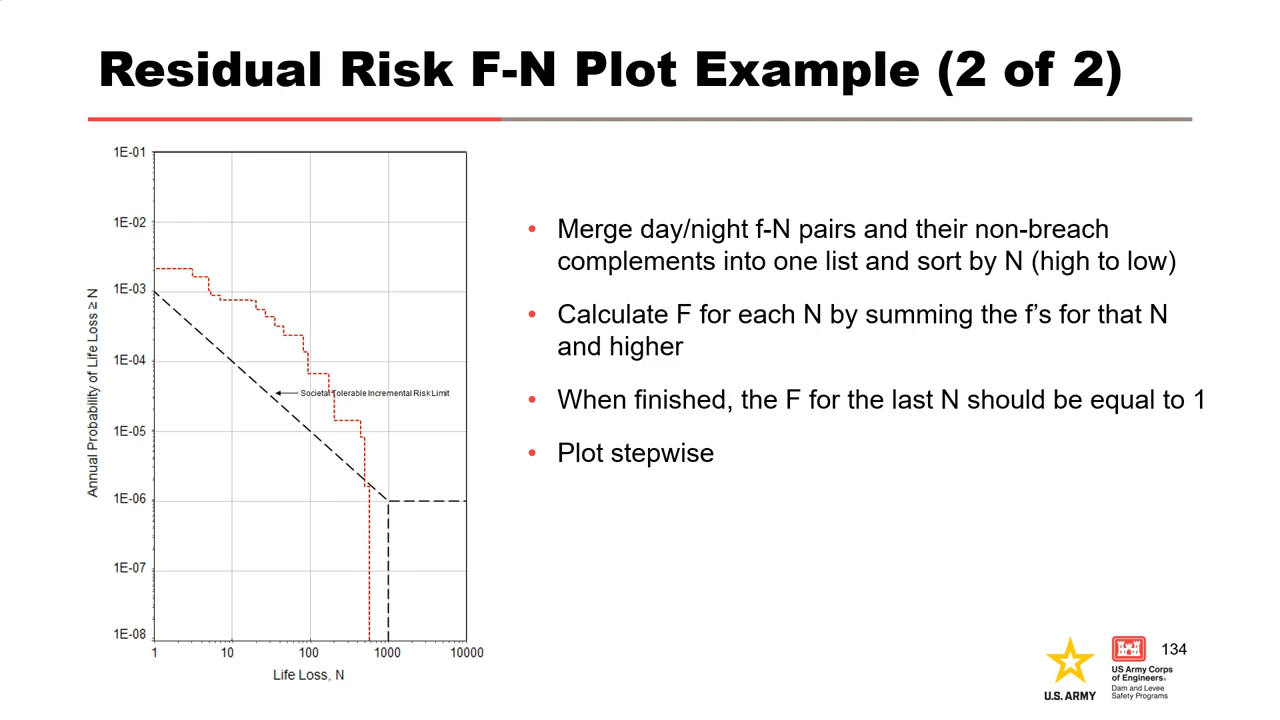 Residual Risk F-N Plot Example (2 of 2)
1E-01
1E-02
1E-03
1E-04
1E-05
1E-06
1E-07
1E-08
Annual Probability of Life Loss ≥ N
Societal Tolerable Incremental Risk Limit
1
10
100
1000
10000
Life Loss, N
• Merge day/night f-N pairs and their non-breach
complements into one list and sort by N (high to low)
• Calculate F for each N by summing the f’s for that N
and higher
• When finished, the F for the last N should be equal to 1
• Plot stepwise
U.S. ARMY
US Army Corps
of Engineers®
Dam and Levee
Safety Programs
134